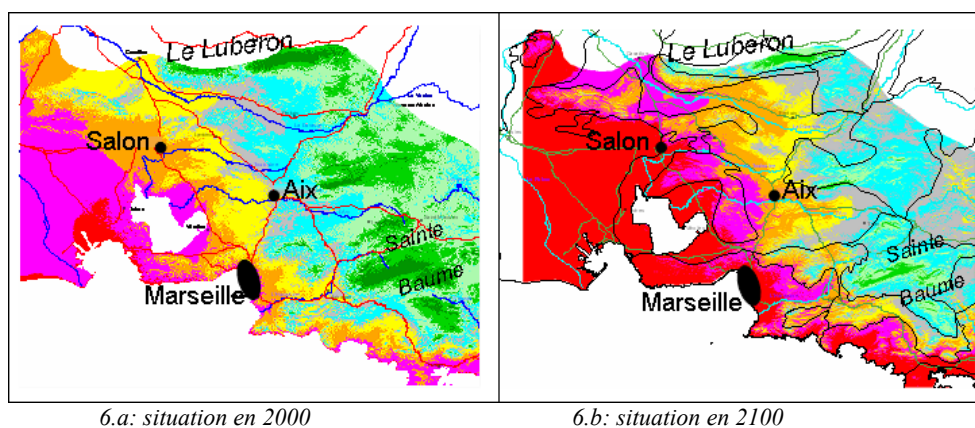 Le Luberon
Salon
Aix
Sainte
Baume
Marseille
Le Luberon
Salon
Aix
Sainte
Baume
Marseille
6.a: situation en 2000
6.b: situation en 2100